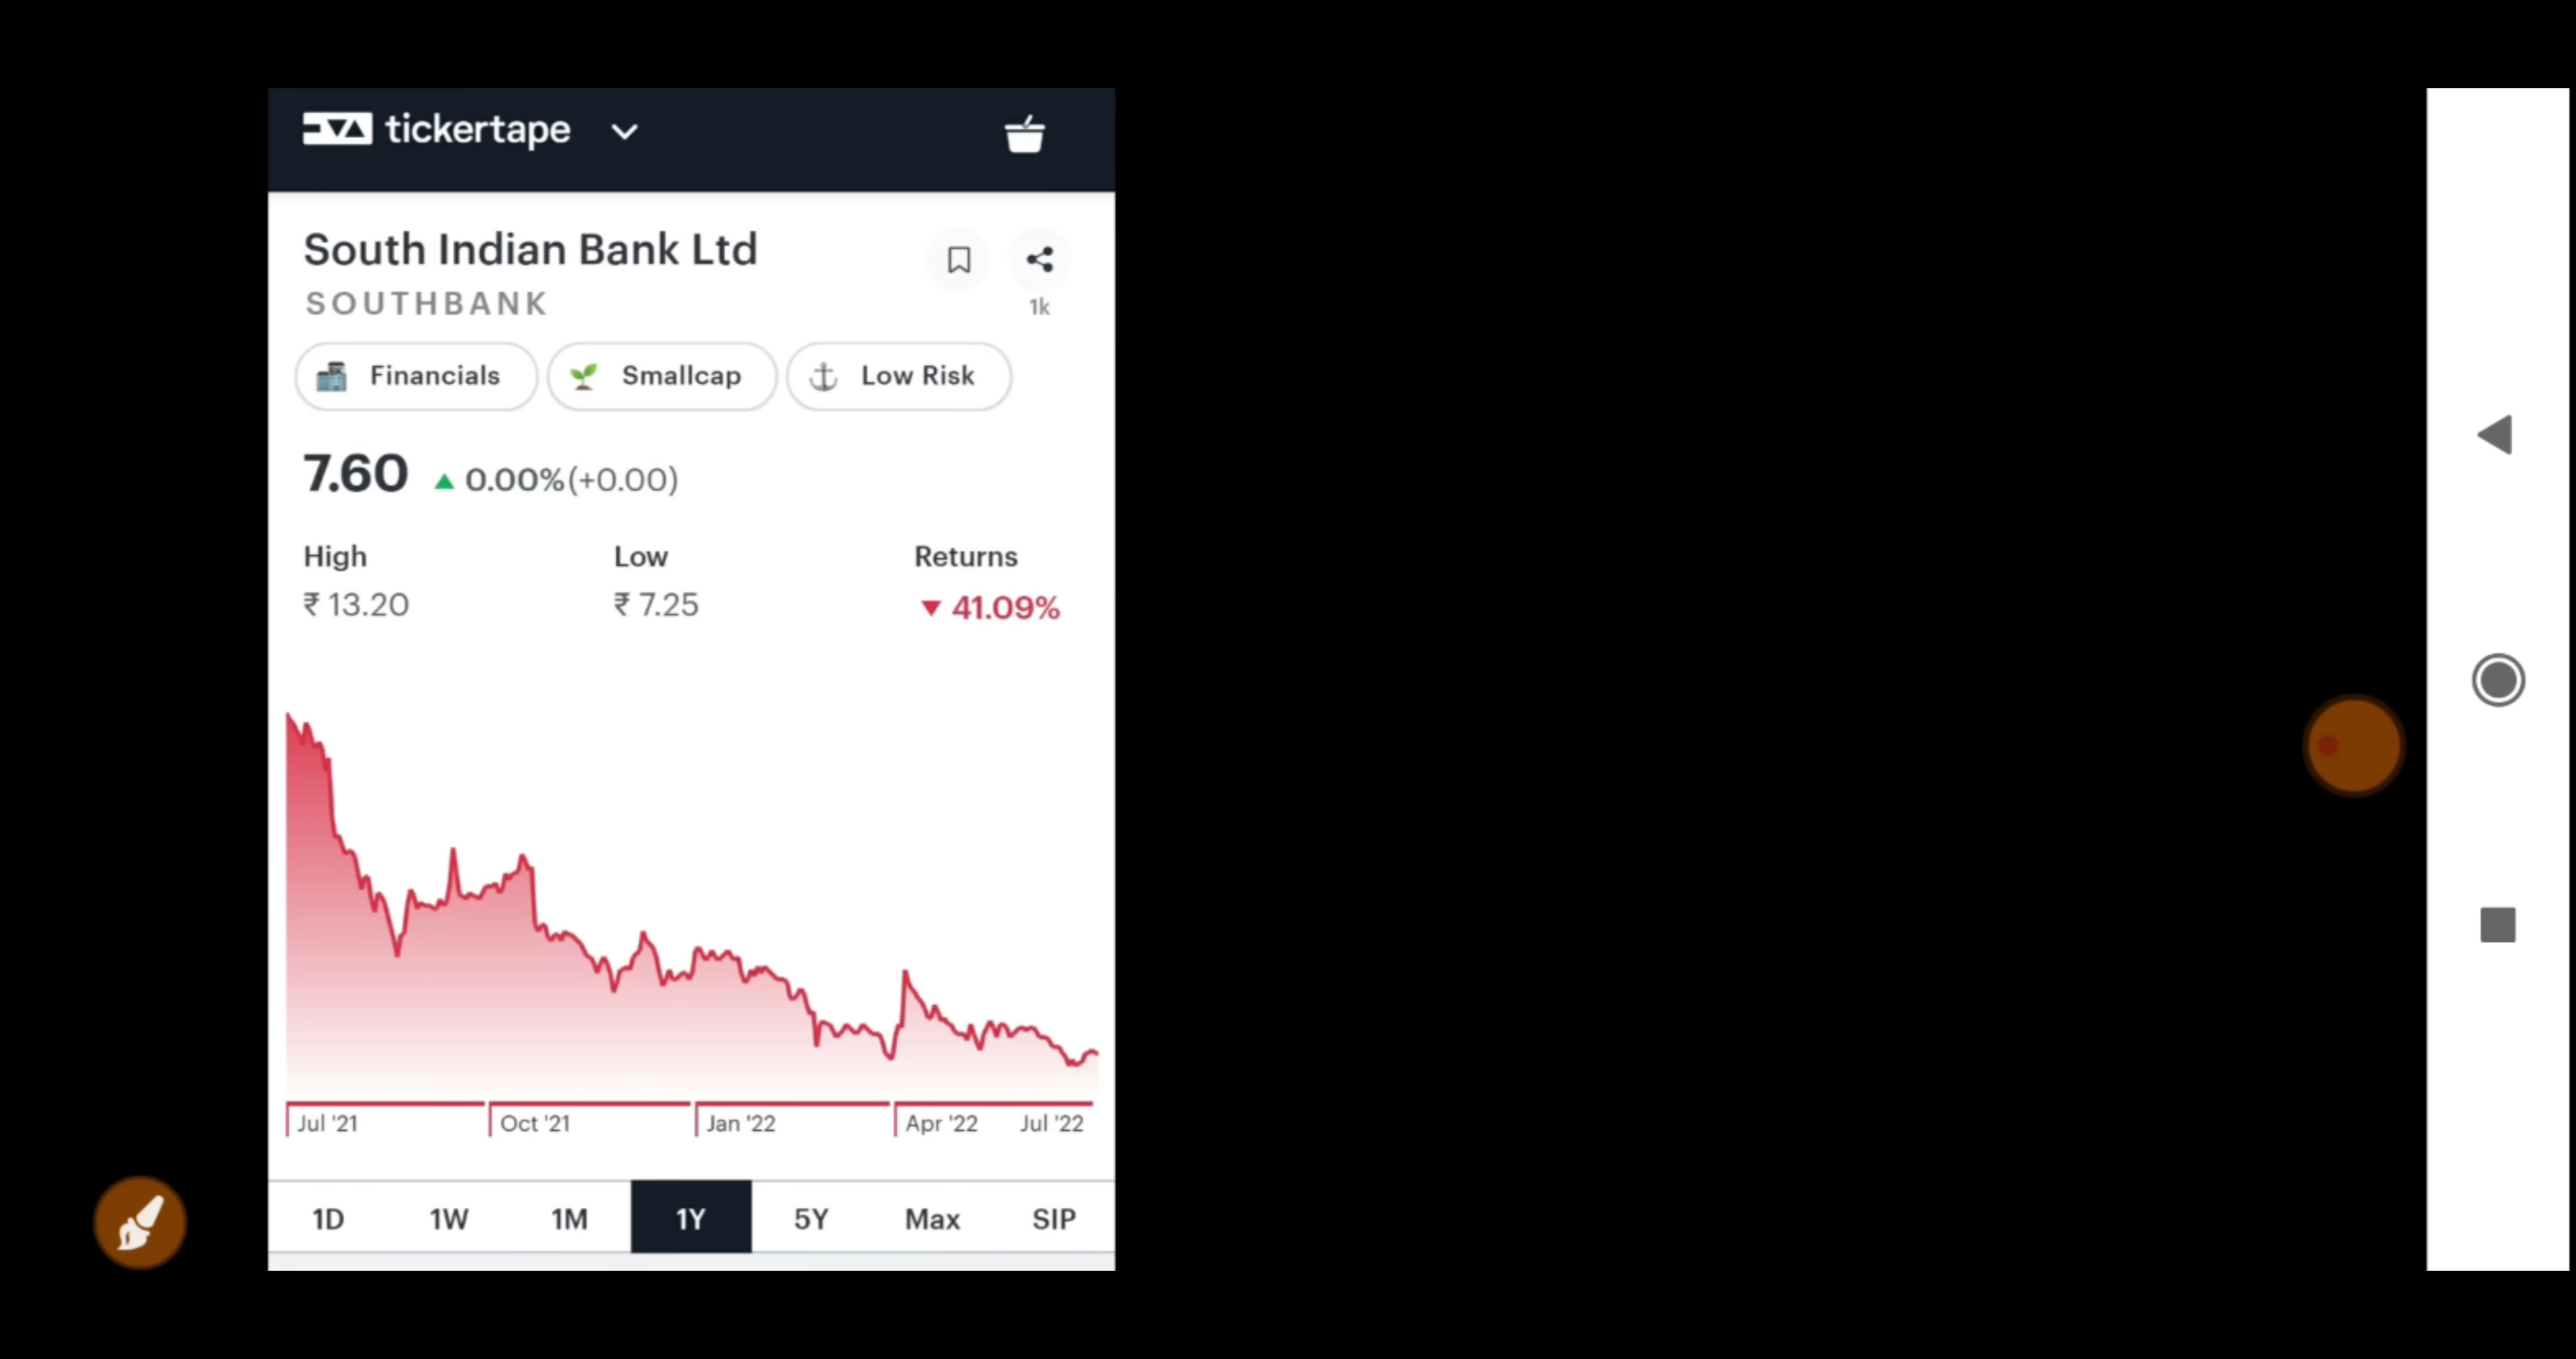 tickertape
South Indian Bank Ltd
SOUTHBANK
1k
Financials Smallcap Low Risk
7.60 0.00%(+0.00)
High Low Returns
₹ 13.20 ₹ 7.25 41.09%
Jul '21 Oct '21 Jan '22 Apr '22 Jul '22
1D 1W 1M 1Y 5Y Max SIP